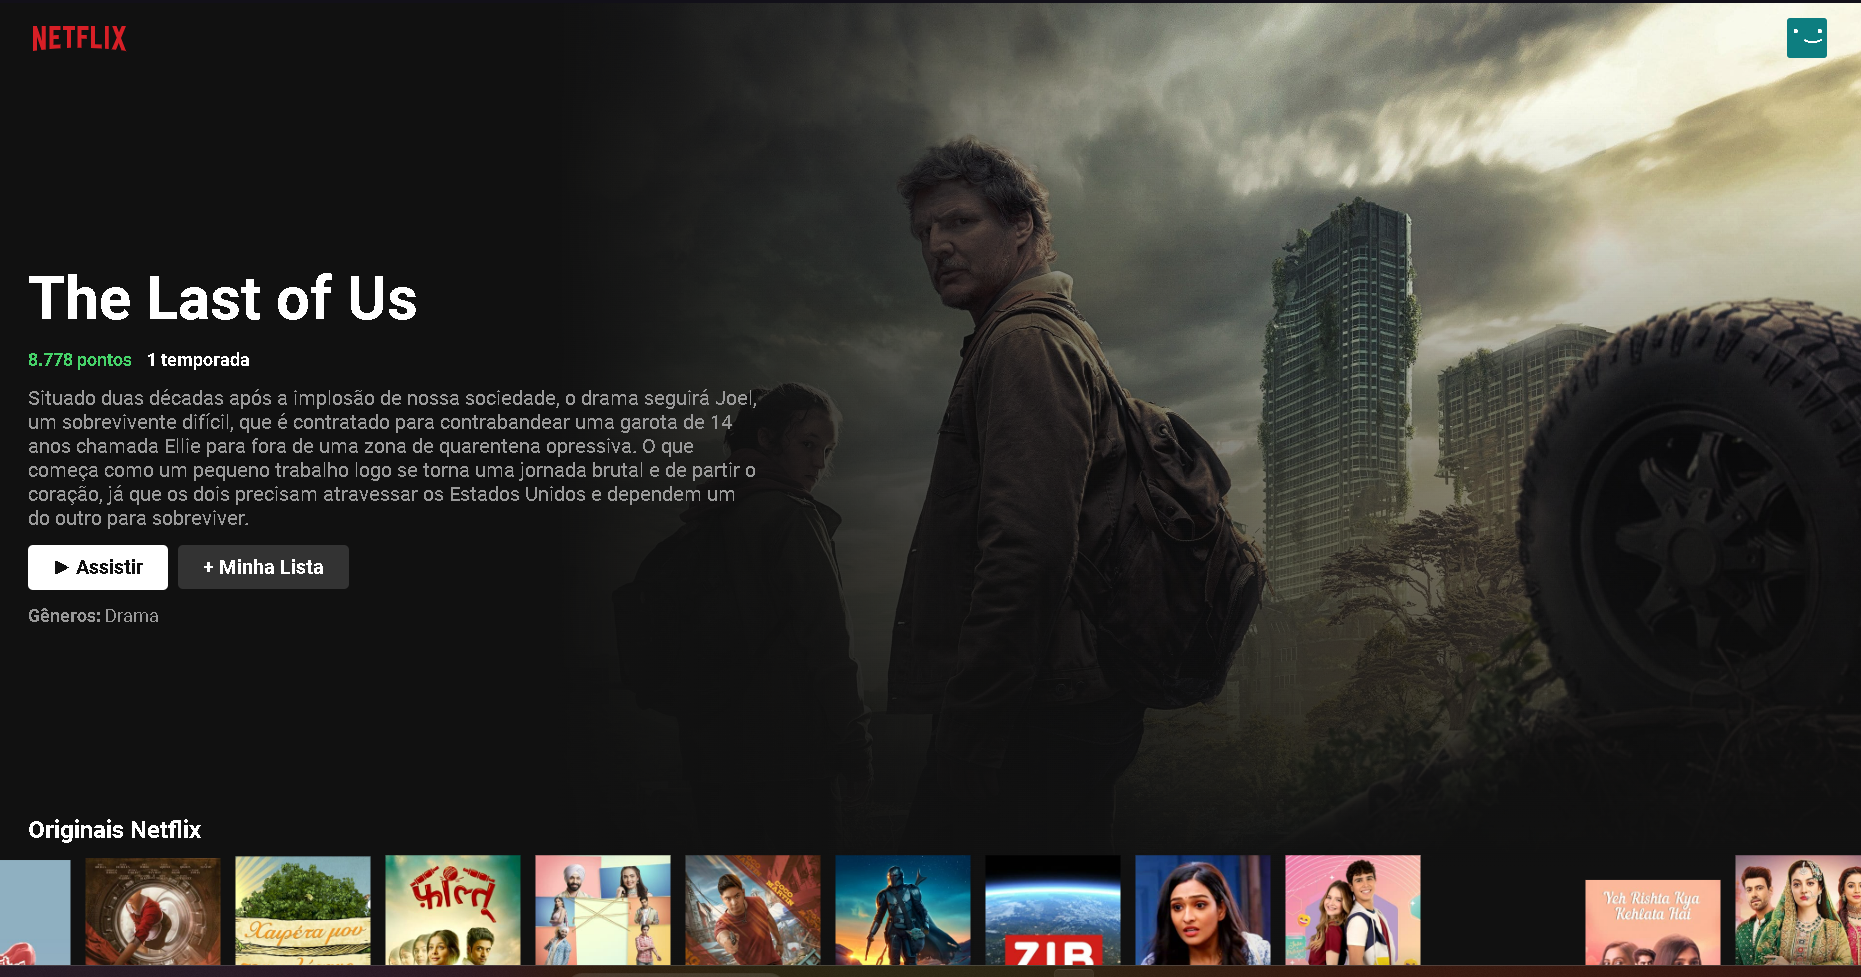 NETFLIX
The Last of Us
8.778 pontos 1 temporada
Situado duas décadas após a implosão de nossa sociedade, o drama seguirá Joel,
um sobrevivente difícil, que é contratado para contrabandear uma garota de 14
anos chamada Ellie para fora de uma zona de quarentena opressiva. O que
começa como um pequeno trabalho logo se torna uma jornada brutal e de partir o
coração, já que os dois precisam atravessar os Estados Unidos e dependem um
do outro para sobreviver.
▶ Assistir + Minha Lista
Gêneros: Drama
Originais Netflix
फालतू
Χαιρέτα μου
ZIB
Yeh Rishta Kya
Kehlata Hai